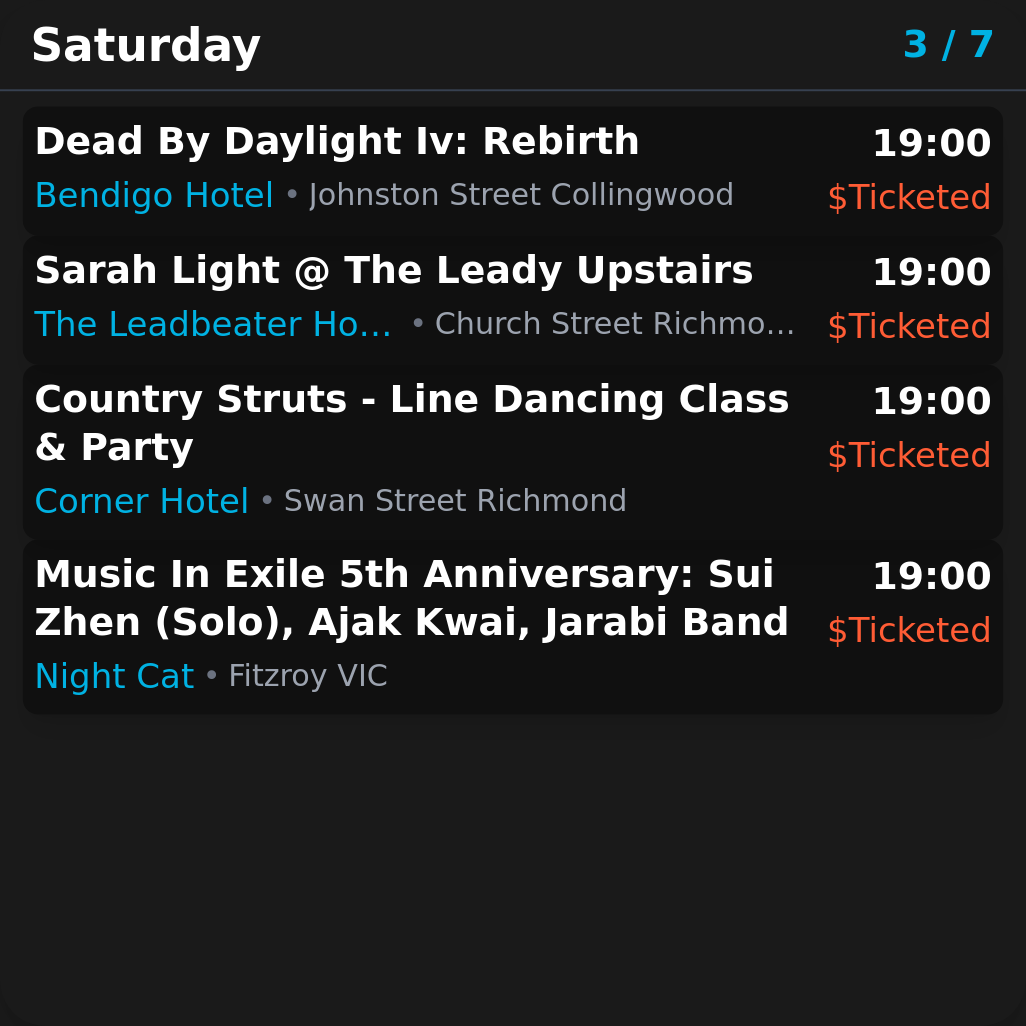 Saturday 3 / 7
Dead By Daylight Iv: Rebirth 19:00
Bendigo Hotel • Johnston Street Collingwood $Ticketed
Sarah Light @ The Leady Upstairs 19:00
The Leadbeater Ho… • Church Street Richmo… $Ticketed
Country Struts - Line Dancing Class 19:00
& Party $Ticketed
Corner Hotel • Swan Street Richmond
Music In Exile 5th Anniversary: Sui 19:00
Zhen (Solo), Ajak Kwai, Jarabi Band $Ticketed
Night Cat • Fitzroy VIC